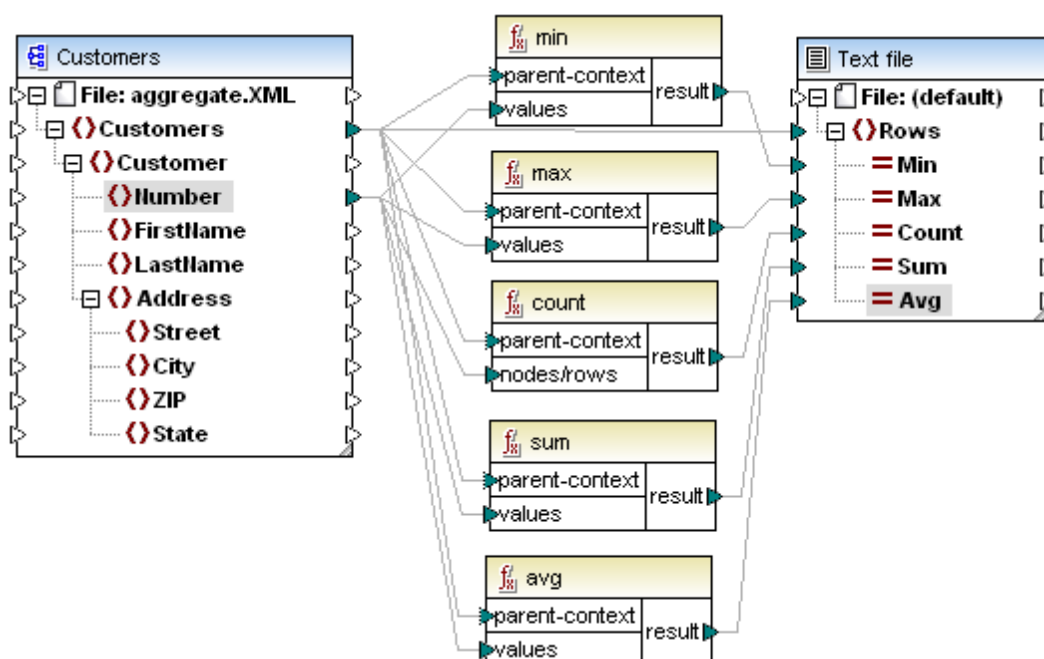 Customers
File: aggregate.XML
Customers
Customer
Number
FirstName
LastName
Address
Street
City
ZIP
State
min
parent-context
values
result
max
parent-context
values
result
count
parent-context
nodes/rows
result
sum
parent-context
values
result
avg
parent-context
values
result
Text file
File: (default)
Rows
Min
Max
Count
Sum
Avg